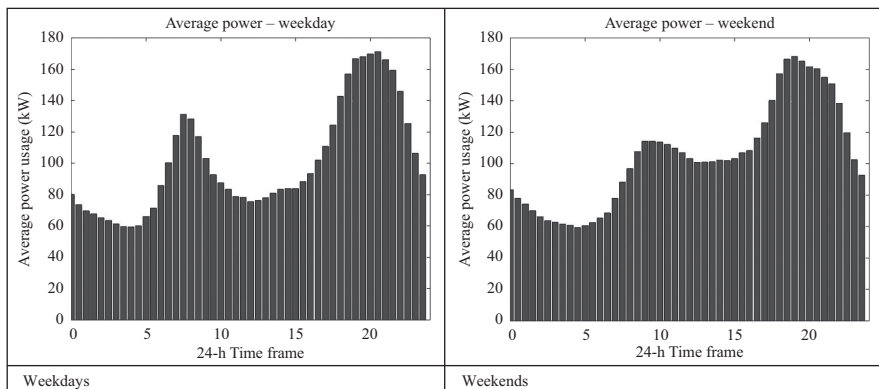 Average power – weekday
Average power usage (kW)
180
160
140
120
100
80
60
40
20
0
0 5 10 15 20
24-h Time frame
Weekdays
Average power – weekend
Average power usage (kW)
180
160
140
120
100
80
60
40
20
0
0 5 10 15 20
24-h Time frame
Weekends